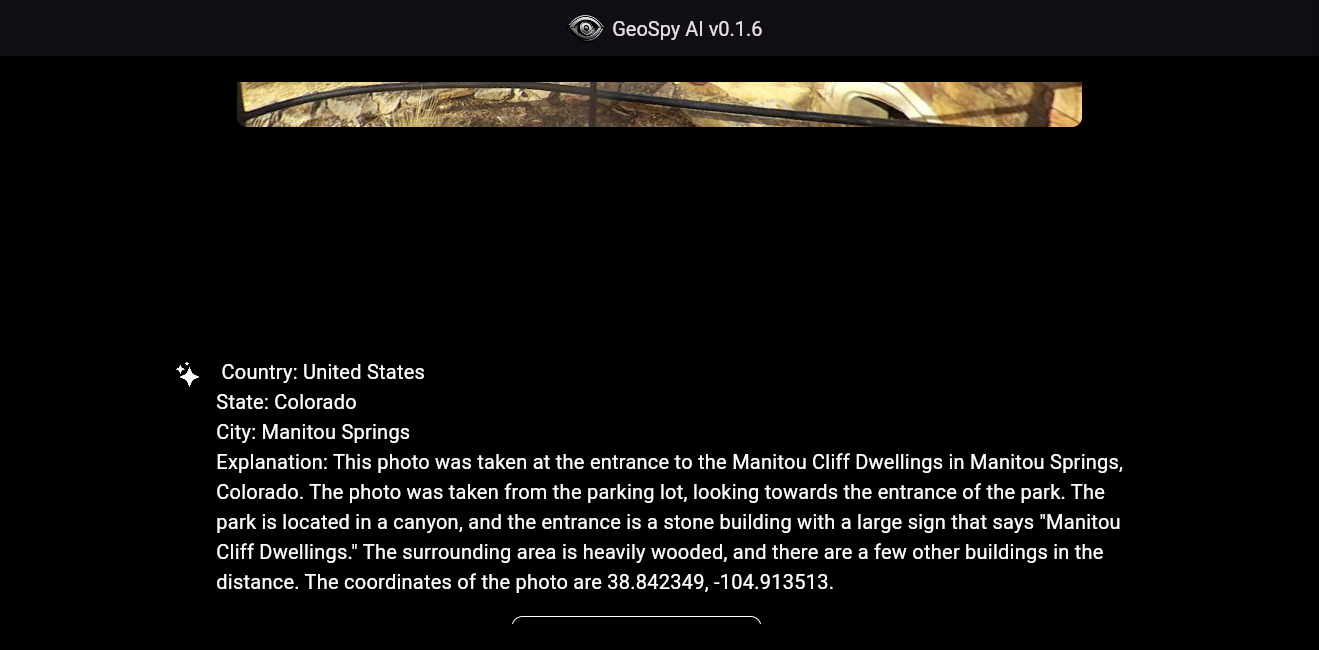 GeoSpy AI v0.1.6
Country: United States
State: Colorado
City: Manitou Springs
Explanation: This photo was taken at the entrance to the Manitou Cliff Dwellings in Manitou Springs,
Colorado. The photo was taken from the parking lot, looking towards the entrance of the park. The
park is located in a canyon, and the entrance is a stone building with a large sign that says "Manitou
Cliff Dwellings." The surrounding area is heavily wooded, and there are a few other buildings in the
distance. The coordinates of the photo are 38.842349, -104.913513.